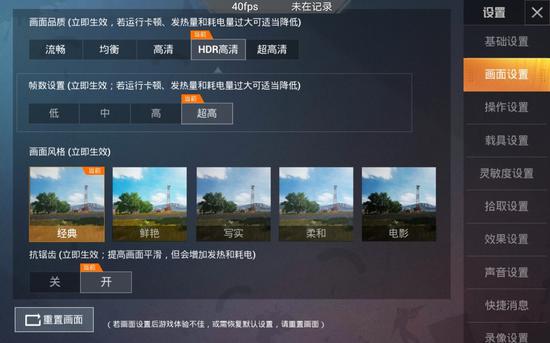 40fps 未在记录
设置
画面品质 (立即生效；若运行卡顿、发热量和耗电量过大可适当降低)
当前
流畅 均衡 高清 HDR高清 超高清
帧数设置 (立即生效；若运行卡顿、发热量和耗电量过大可适当降低)
当前
低 中 高 超高
画面风格 (立即生效)
当前
经典 鲜艳 写实 柔和 电影
抗锯齿 (立即生效；提高画面平滑，但会增加发热和耗电)
当前
关 开
重置画面
(若画面设置后游戏体验不佳，或需恢复默认设置，请重置画面)
基础设置
画面设置
操作设置
载具设置
灵敏度设置
拾取设置
效果设置
声音设置
快捷消息
录像设置